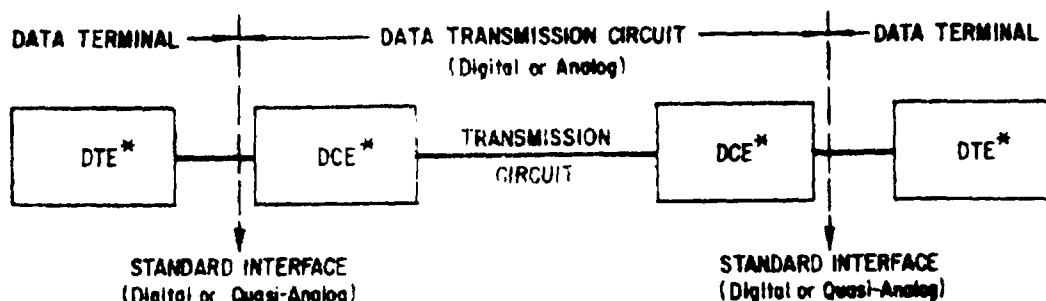 DATA TERMINAL
DATA TRANSMISSION CIRCUIT
DATA TERMINAL
(Digital or Analog)
DTE*
DCE*
TRANSMISSION
CIRCUIT
DCE*
DTE*
STANDARD INTERFACE
(Digital or Quasi-Analog)
STANDARD INTERFACE
(Digital or Quasi-Analog)